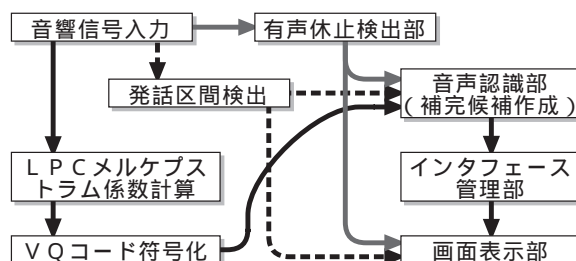 音響信号入力
有声休止検出部
発話区間検出
音声認識部
(補完候補作成)
ＬＰＣメルケプス
トラム係数計算
インタフェース
管理部
ＶＱコード符号化
画面表示部